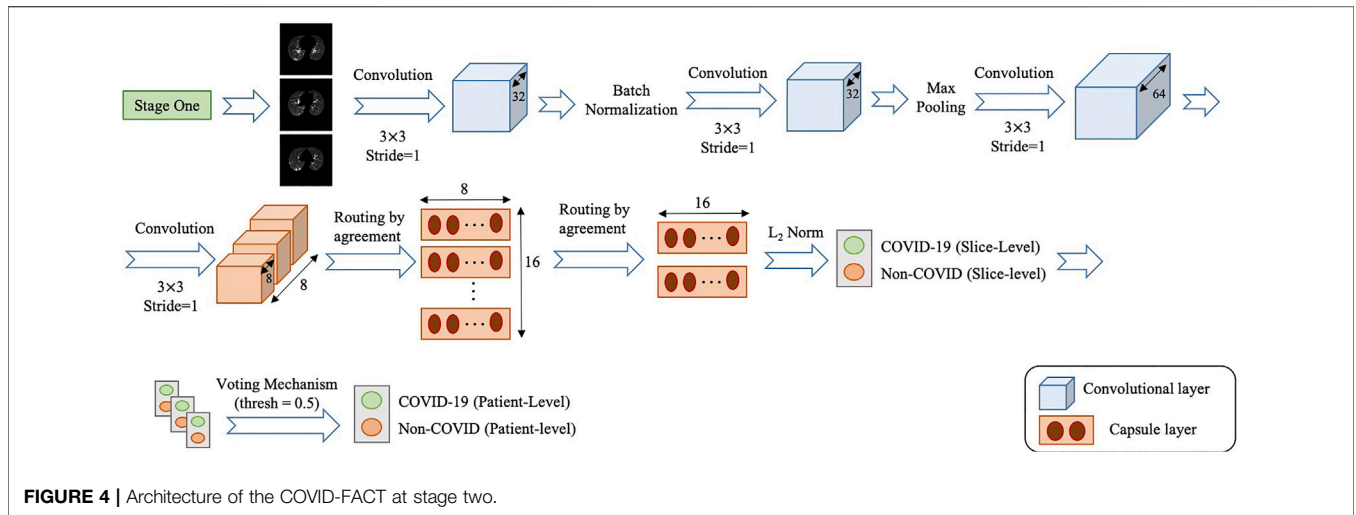 Stage One
Convolution
3×3
Stride=1
32
Batch
Normalization
Convolution
3×3
Stride=1
32
Max
Pooling
Convolution
3×3
Stride=1
64
Convolution
3×3
Stride=1
8
8
Routing by
agreement
8
16
Routing by
agreement
16
L₂ Norm
COVID-19 (Slice-Level)
Non-COVID (Slice-level)
Voting Mechanism
(thresh = 0.5)
COVID-19 (Patient-Level)
Non-COVID (Patient-level)
Convolutional layer
Capsule layer
FIGURE 4 | Architecture of the COVID-FACT at stage two.